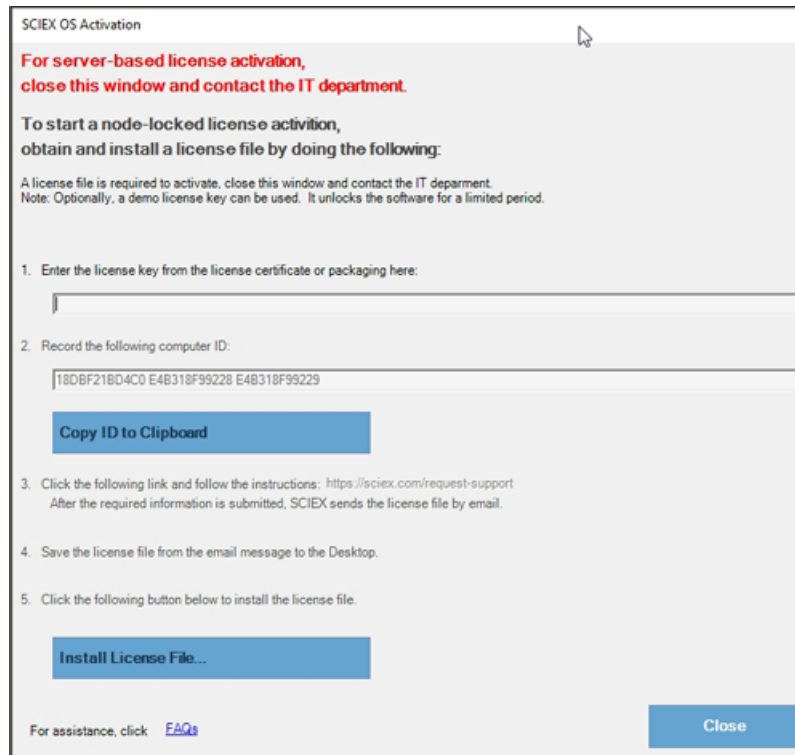 SCIEX OS Activation
For server-based license activation,
close this window and contact the IT department.
To start a node-locked license activition,
obtain and install a license file by doing the following:
A license file is required to activate, close this window and contact the IT deparment.
Note: Optionally, a demo license key can be used. It unlocks the software for a limited period.
1. Enter the license key from the license certificate or packaging here:
2. Record the following computer ID:
18DBF21BD4C0 E4B318F99228 E4B318F99229
Copy ID to Clipboard
3. Click the following link and follow the instructions: https://sciex.com/request-support
After the required information is submitted, SCIEX sends the license file by email.
4. Save the license file from the email message to the Desktop.
5. Click the following button below to install the license file.
Install License File...
For assistance, click FAQs
Close